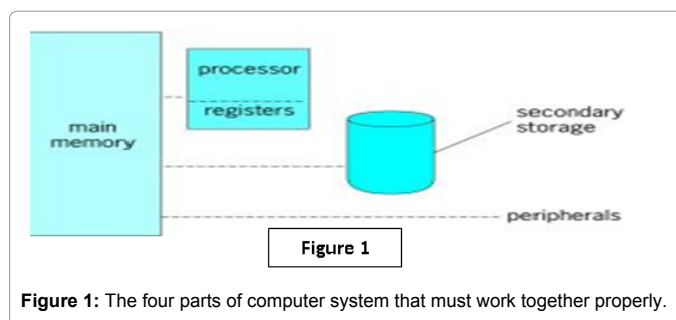 processor
registers
main
memory
secondary
storage
peripherals
Figure 1
Figure 1: The four parts of computer system that must work together properly.